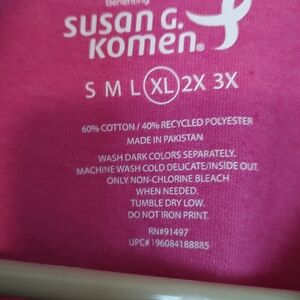 Benefiting
susan G.
komen®
S M L XL 2X 3X
60% COTTON / 40% RECYCLED POLYESTER
MADE IN PAKISTAN
WASH DARK COLORS SEPARATELY.
MACHINE WASH COLD DELICATE/INSIDE OUT.
ONLY NON-CHLORINE BLEACH
WHEN NEEDED.
TUMBLE DRY LOW.
DO NOT IRON PRINT.
RN#91497
UPC# 196084188885